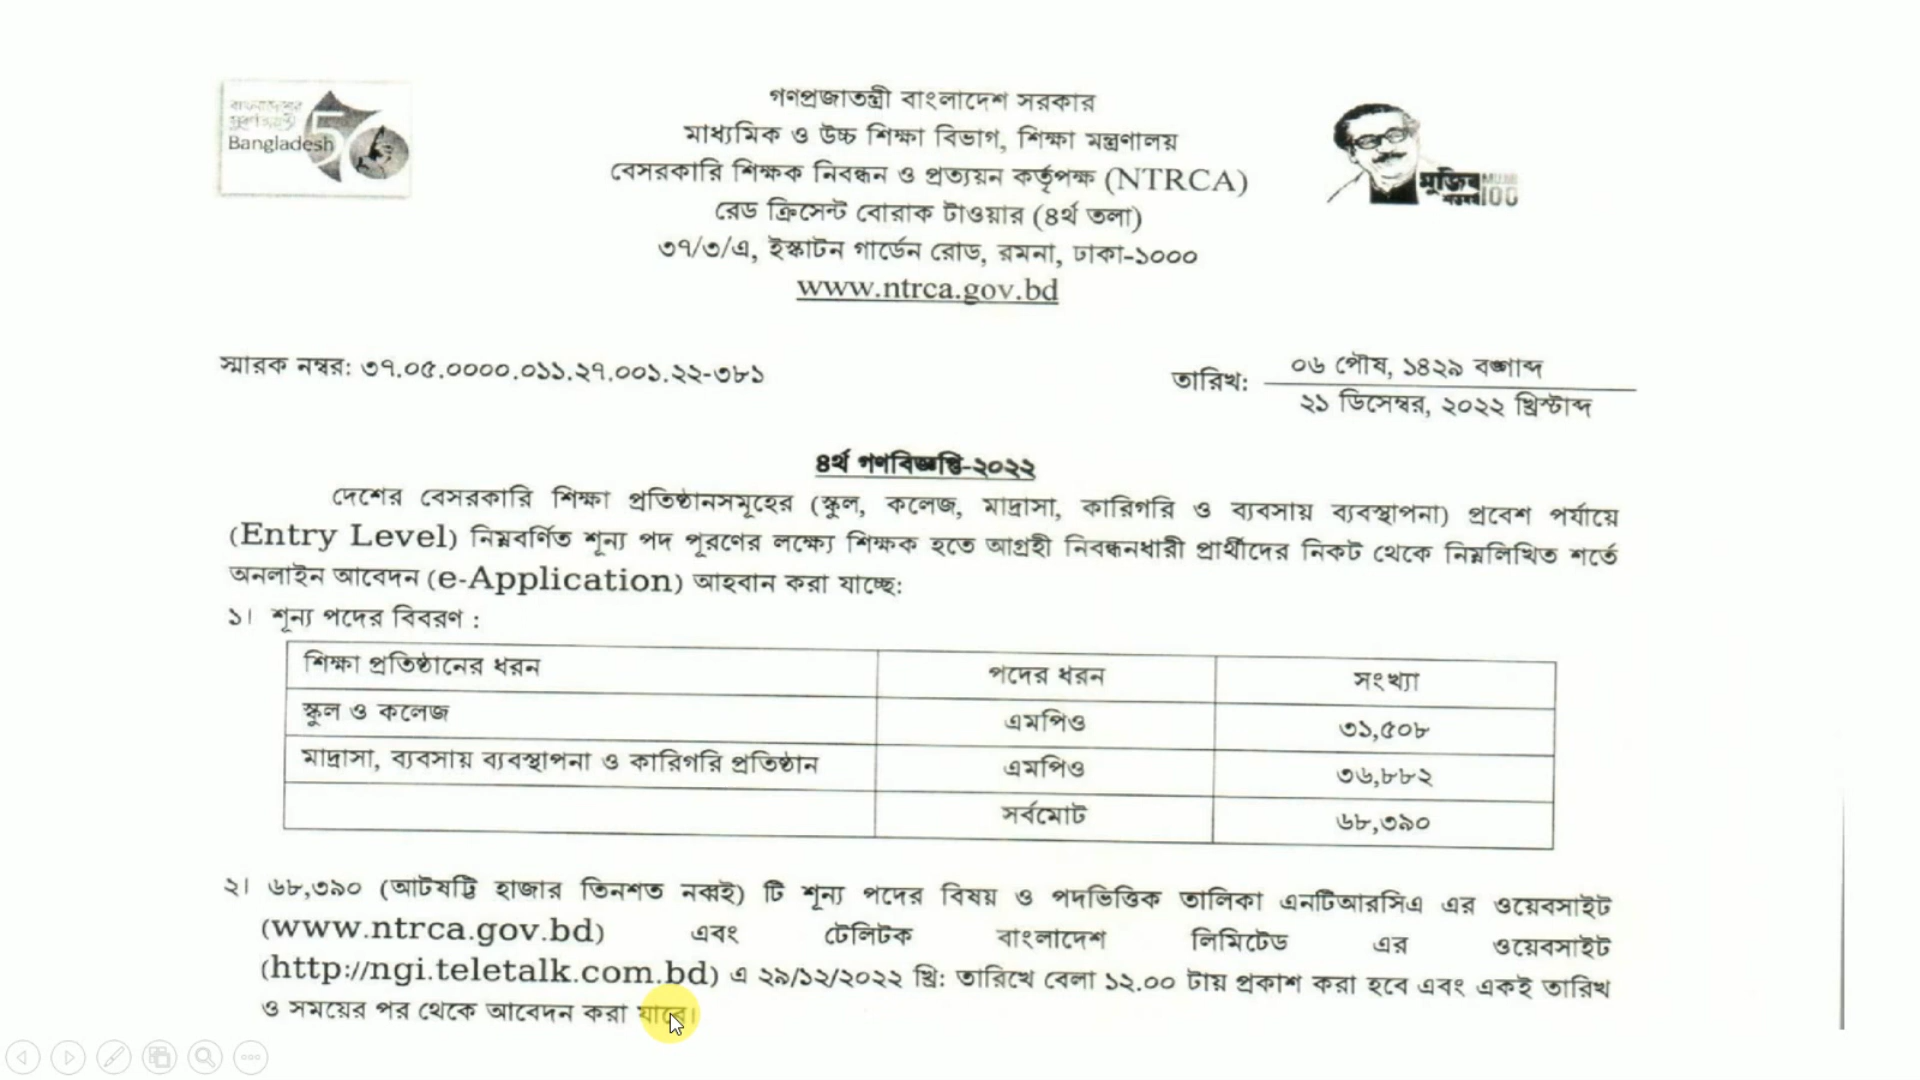 বাংলাদেশের
সুবর্ণজয়ন্তী
50
Bangladesh
গণপ্রজাতন্ত্রী বাংলাদেশ সরকার
মাধ্যমিক ও উচ্চ শিক্ষা বিভাগ, শিক্ষা মন্ত্রণালয়
বেসরকারি শিক্ষক নিবন্ধন ও প্রত্যয়ন কর্তৃপক্ষ (NTRCA)
রেড ক্রিসেন্ট বোরাক টাওয়ার (৪র্থ তলা)
৩৭/৩/এ, ইস্কাটন গার্ডেন রোড, রমনা, ঢাকা-১০০০
www.ntrca.gov.bd
মুজিব MUJIB
শতবর্ষ 100
স্মারক নম্বর: ৩৭.০৫.০০০০.০১১.২৭.০০১.২২-৩৮১
তারিখ: ০৬ পৌষ, ১৪২৯ বঙ্গাব্দ
২১ ডিসেম্বর, ২০২২ খ্রিস্টাব্দ
৪র্থ গণবিজ্ঞপ্তি-২০২২
দেশের বেসরকারি শিক্ষা প্রতিষ্ঠানসমূহের (স্কুল, কলেজ, মাদ্রাসা, কারিগরি ও ব্যবসায় ব্যবস্থাপনা) প্রবেশ পর্যায়ে
(Entry Level) নিম্নবর্ণিত শূন্য পদ পূরণের লক্ষ্যে শিক্ষক হতে আগ্রহী নিবন্ধনধারী প্রার্থীদের নিকট থেকে নিম্নলিখিত শর্তে
অনলাইন আবেদন (e-Application) আহবান করা যাচ্ছে:
১। শূন্য পদের বিবরণ :
শিক্ষা প্রতিষ্ঠানের ধরন পদের ধরন সংখ্যা
স্কুল ও কলেজ এমপিও ৩১,৫০৮
মাদ্রাসা, ব্যবসায় ব্যবস্থাপনা ও কারিগরি প্রতিষ্ঠান এমপিও ৩৬,৮৮২
সর্বমোট ৬৮,৩৯০
২। ৬৮,৩৯০ (আটষট্টি হাজার তিনশত নব্বই) টি শূন্য পদের বিষয় ও পদভিত্তিক তালিকা এনটিআরসিএ এর ওয়েবসাইট
(www.ntrca.gov.bd) এবং টেলিটক বাংলাদেশ লিমিটেড এর ওয়েবসাইট
(http://ngi.teletalk.com.bd) এ ২৯/১২/২০২২ খ্রি: তারিখে বেলা ১২.০০ টায় প্রকাশ করা হবে এবং একই তারিখ
ও সময়ের পর থেকে আবেদন করা যাবে।